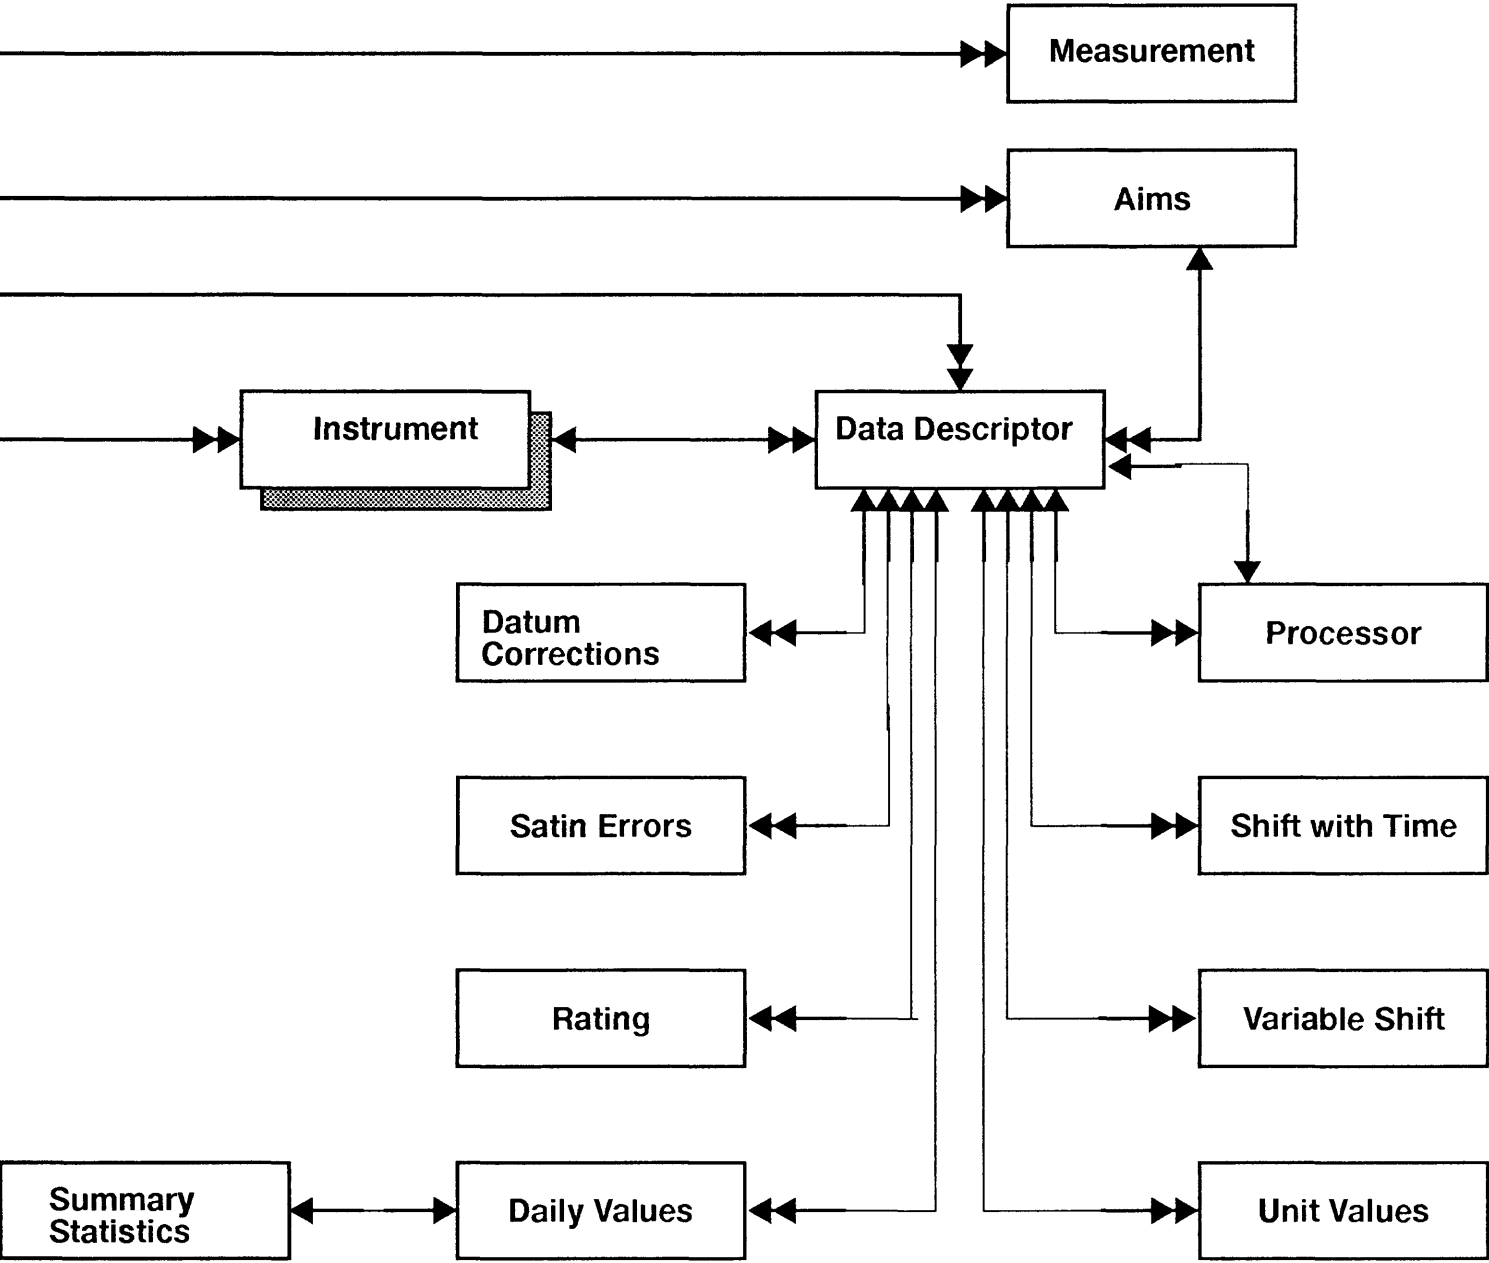 Measurement
Aims
Instrument
Data Descriptor
Datum
Corrections
Processor
Satin Errors
Shift with Time
Rating
Variable Shift
Summary
Statistics
Daily Values
Unit Values